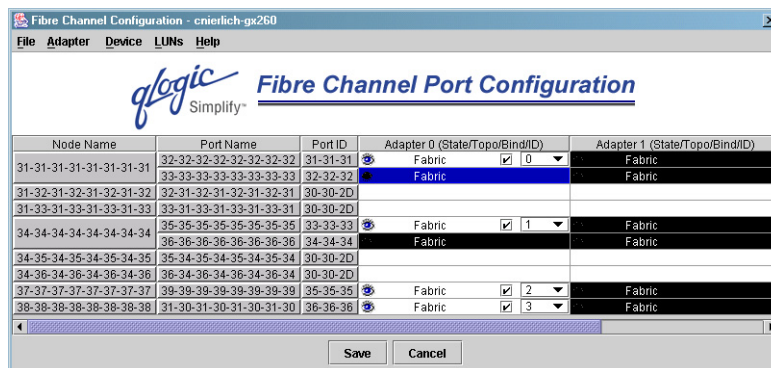 Fibre Channel Configuration - cnierlich-gx260
File Adapter Device LUNs Help
qlogic Simplify™ Fibre Channel Port Configuration
Node Name Port Name Port ID Adapter 0 (State/Topo/Bind/ID) Adapter 1 (State/Topo/Bind/ID)
31-31-31-31-31-31-31-31 32-32-32-32-32-32-32-32 31-31-31 Fabric 0 Fabric
33-33-33-33-33-33-33-33 32-32-32 Fabric Fabric
31-32-31-32-31-32-31-32 32-31-32-31-32-31-32-31 30-30-2D
31-33-31-33-31-33-31-33 33-31-33-31-33-31-33-31 30-30-2D
34-34-34-34-34-34-34-34 35-35-35-35-35-35-35-35 33-33-33 Fabric 1 Fabric
36-36-36-36-36-36-36-36 34-34-34 Fabric Fabric
34-35-34-35-34-35-34-35 35-34-35-34-35-34-35-34 30-30-2D
34-36-34-36-34-36-34-36 36-34-36-34-36-34-36-34 30-30-2D
37-37-37-37-37-37-37-37 39-39-39-39-39-39-39-39 35-35-35 Fabric 2 Fabric
38-38-38-38-38-38-38-38 31-30-31-30-31-30-31-30 36-36-36 Fabric 3 Fabric
Save Cancel